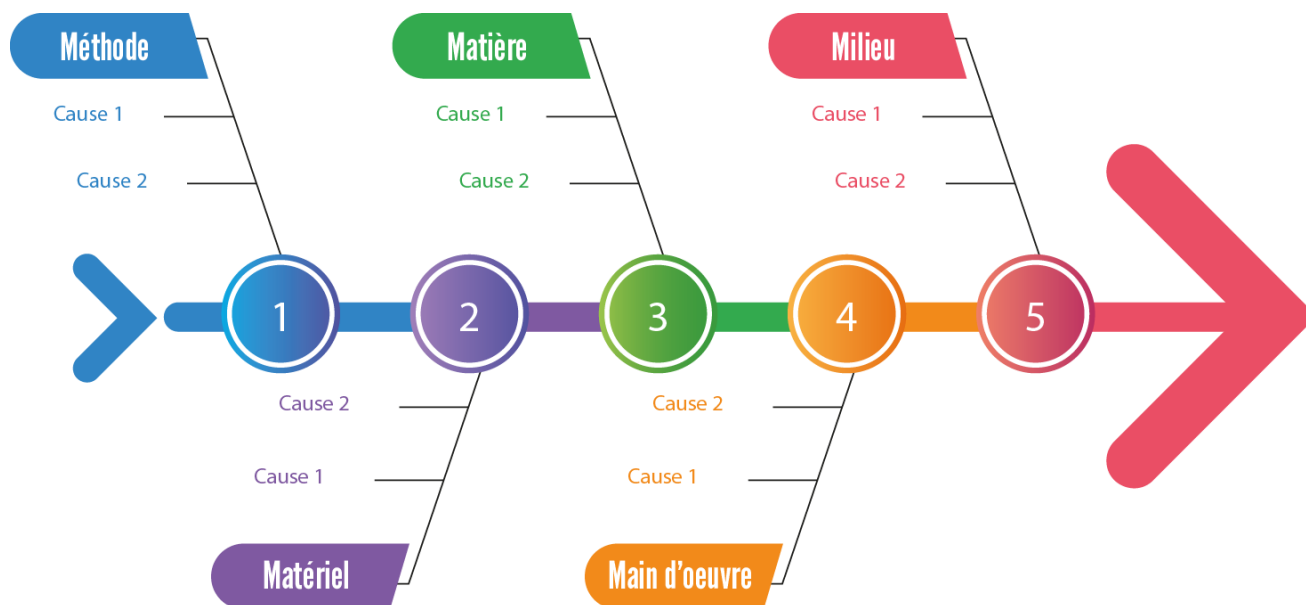 Méthode
Matière
Milieu
Cause 1
Cause 1
Cause 1
Cause 2
Cause 2
Cause 2
1
2
3
4
5
Cause 2
Cause 2
Cause 1
Cause 1
Matériel
Main d'oeuvre